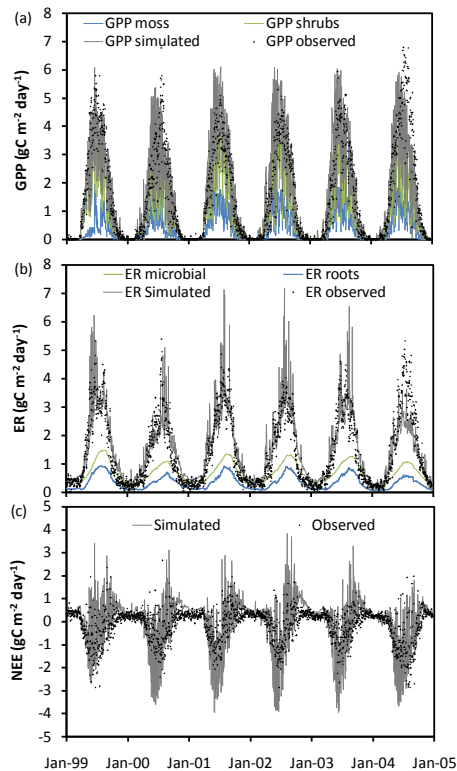 (a)
GPP moss
GPP shrubs
GPP simulated
GPP observed
GPP (gC m⁻² day⁻¹)
8
7
6
5
4
3
2
1
0
(b)
ER microbial
ER roots
ER Simulated
ER observed
ER (gC m⁻² day⁻¹)
8
7
6
5
4
3
2
1
0
(c)
Simulated
Observed
NEE (gC m⁻² day⁻¹)
5
4
3
2
1
0
-1
-2
-3
-4
-5
Jan-99 Jan-00 Jan-01 Jan-02 Jan-03 Jan-04 Jan-05